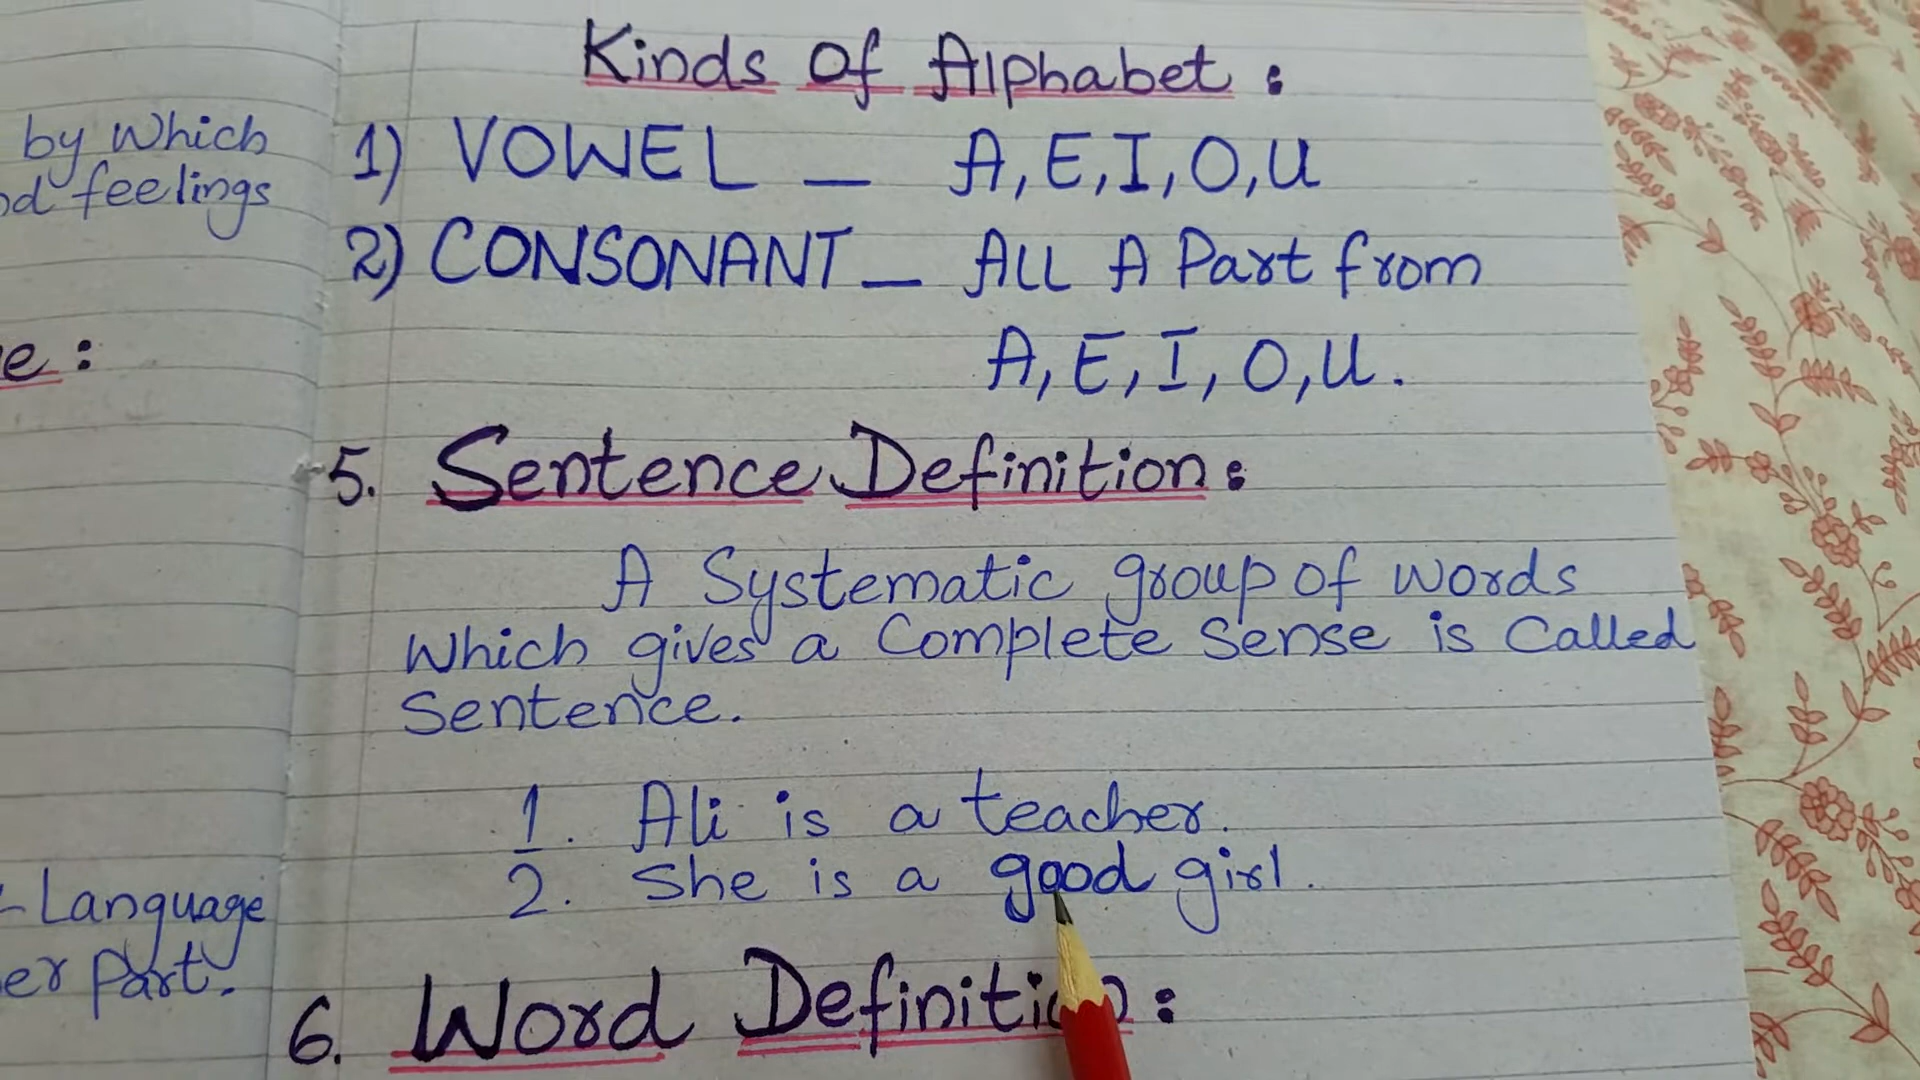 by Which
feelings
e:
Language
er Part.
Kinds Of Alphabet :
1) VOWEL _ A, E, I, O, U
2) CONSONANT _ ALL A Part from
A, E, I, O, U.
5. Sentence Definition:
A Systematic group of words
Which gives a Complete Sense is Called
Sentence.
1. Ali is a teacher.
2. She is a good girl.
6. Word Definition: